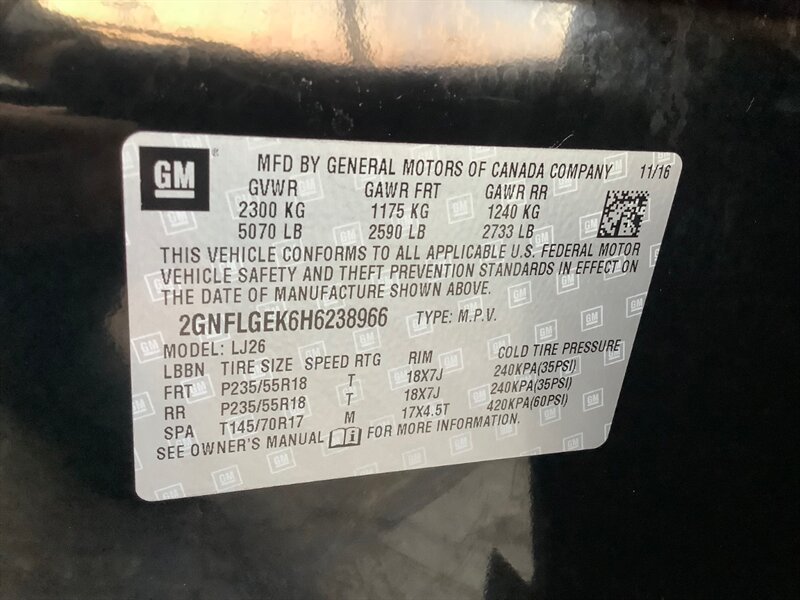 GM® MFD BY GENERAL MOTORS OF CANADA COMPANY 11/16
GVWR GAWR FRT GAWR RR
2300 KG 1175 KG 1240 KG
5070 LB 2590 LB 2733 LB
THIS VEHICLE CONFORMS TO ALL APPLICABLE U.S. FEDERAL MOTOR
VEHICLE SAFETY AND THEFT PREVENTION STANDARDS IN EFFECT ON
THE DATE OF MANUFACTURE SHOWN ABOVE.
2GNFLGEK6H6238966 TYPE: M.P.V.
MODEL: LJ26
LBBN TIRE SIZE SPEED RTG RIM COLD TIRE PRESSURE
FRT P235/55R18 T 18X7J 240KPA(35PSI)
RR P235/55R18 T 18X7J 240KPA(35PSI)
SPA T145/70R17 M 17X4.5T 420KPA(60PSI)
SEE OWNER'S MANUAL FOR MORE INFORMATION.